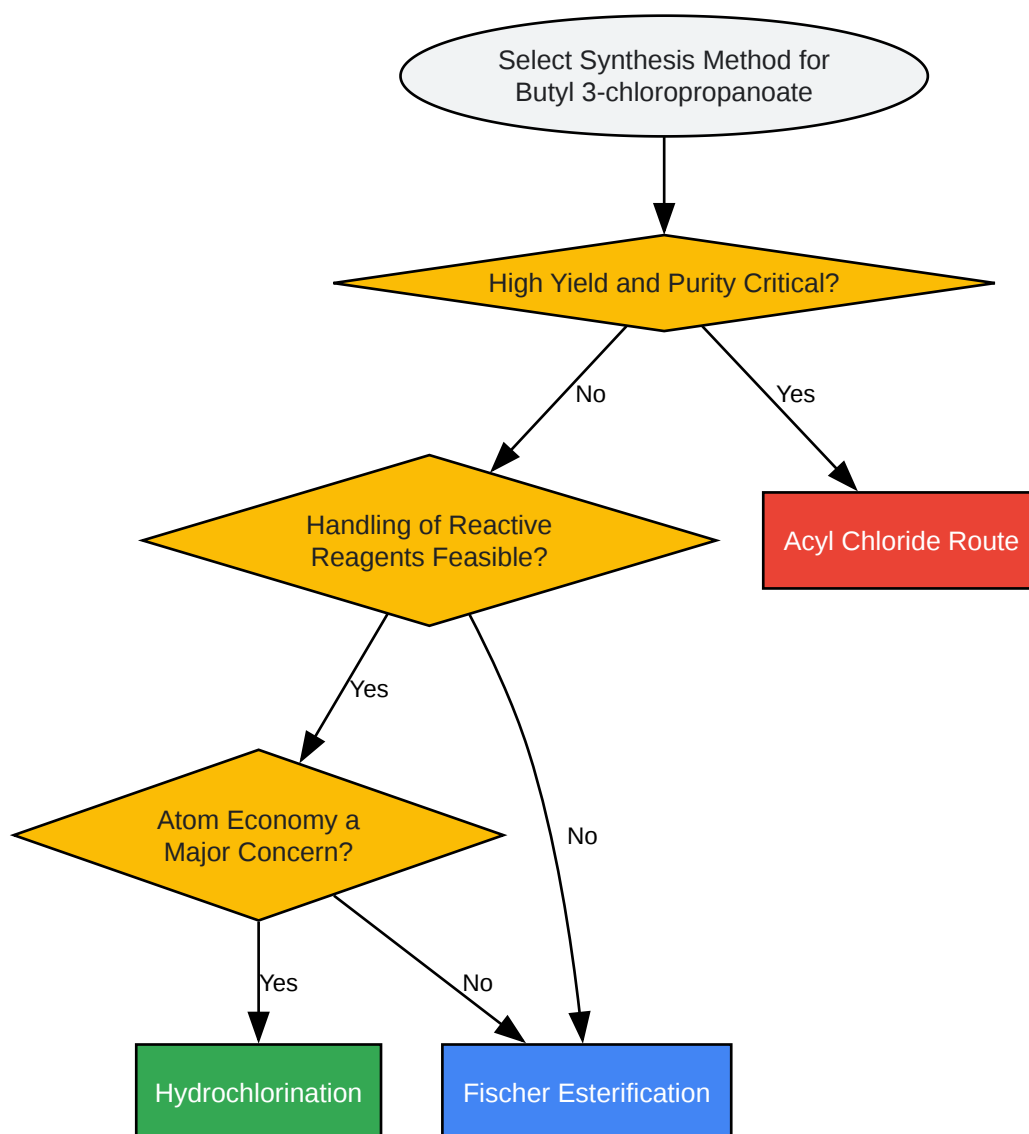 Select Synthesis Method for
Butyl 3-chloropropanoate
High Yield and Purity Critical?
No
Yes
Handling of Reactive
Reagents Feasible?
Acyl Chloride Route
Yes
No
Atom Economy a
Major Concern?
Yes
No
Hydrochlorination
Fischer Esterification